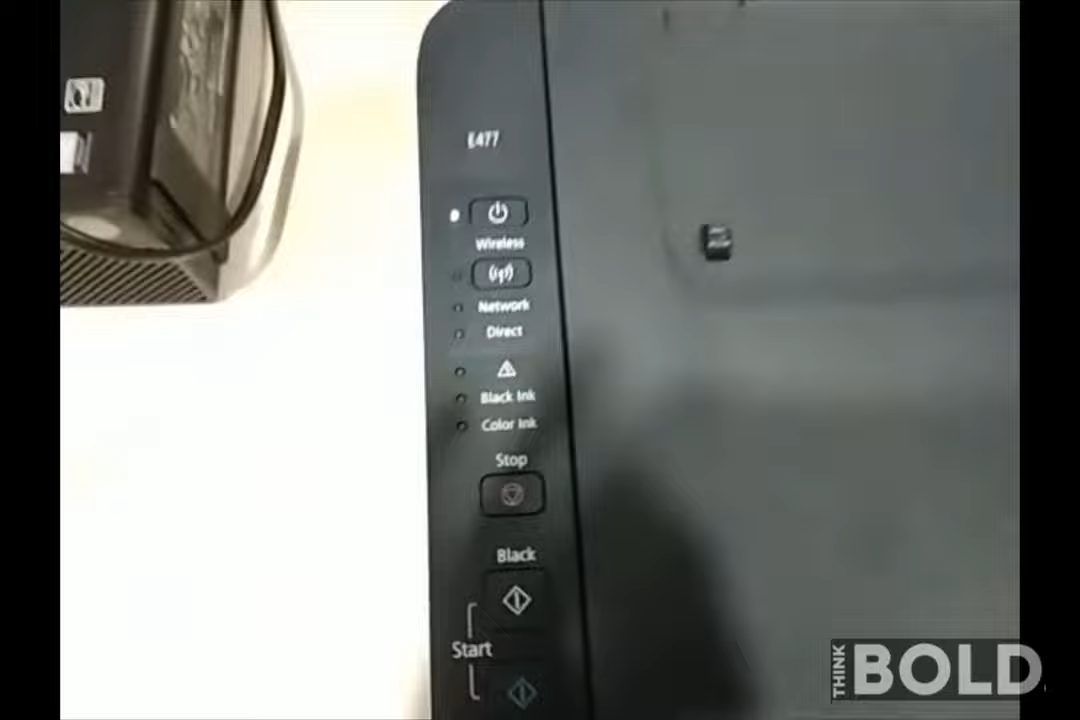 E477
Wireless
Network
Direct
Black Ink
Color Ink
Stop
Black
Start
THINK
BOLD